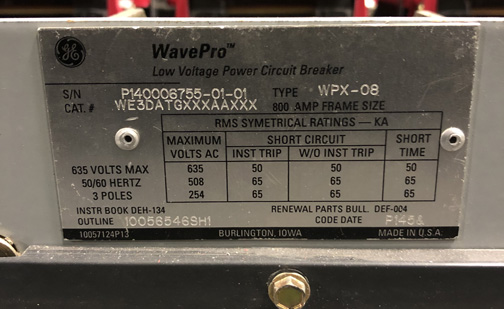 GE
WavePro™
Low Voltage Power Circuit Breaker
S/N P140006755-01-01 TYPE WPX-08
CAT. # WE3DATGXXXAAXXX 800 AMP FRAME SIZE
RMS SYMETRICAL RATINGS — KA
MAXIMUM VOLTS AC SHORT CIRCUIT SHORT TIME
INST TRIP W/O INST TRIP
635 VOLTS MAX 635 50 50 50
50/60 HERTZ 508 65 65 65
3 POLES 254 65 65 65
INSTR BOOK DEH-134 RENEWAL PARTS BULL. DEF-004
OUTLINE 10056546SH1 CODE DATE
10057124P13 BURLINGTON, IOWA MADE IN U.S.A.